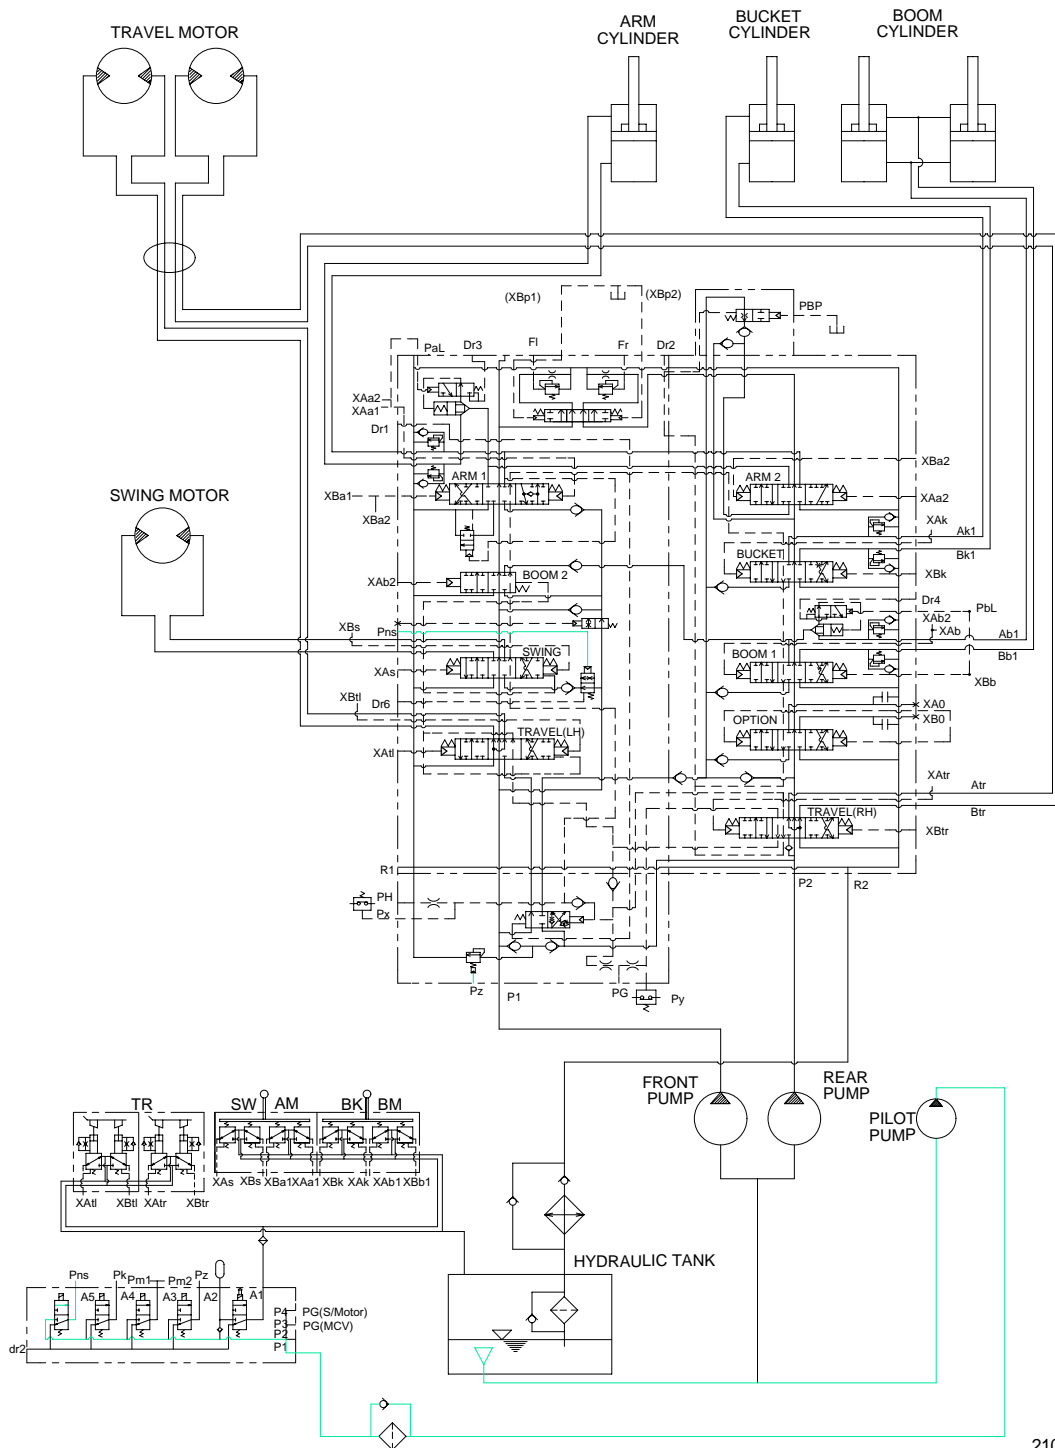 TRAVEL MOTOR
ARM
CYLINDER
BUCKET
CYLINDER
BOOM
CYLINDER
(XBp1)
(XBp2)
PBP
PaL
Dr3
Fl
Fr
Dr2
XAa2
XAa1
Dr1
SWING MOTOR
ARM 1
ARM 2
XBa2
XBa1
XBa2
XAa2
XAk
Ak1
BUCKET
Bk1
XAb2
BOOM 2
XBk
Dr4
XAb2
PbL
XAb
Ab1
XBs
Pns
SWING
BOOM 1
Bb1
XAs
XBb
XBtl
Dr6
XA0
XB0
TRAVEL(LH)
OPTION
XAtl
XAtr
Atr
Btr
TRAVEL(RH)
XBtr
R1
P2
R2
PH
Px
Pz
P1
PG
Py
FRONT
PUMP
REAR
PUMP
PILOT
PUMP
TR
SW
AM
BK
BM
XAtl
XBtl
XAtr
XBtr
XAs
XBs
XBa1
XAa1
XBk
XAk
XAb1
XBb1
HYDRAULIC TANK
Pns
Pk
Pm1
Pm2
Pz
A5
A4
A3
A2
A1
P4
PG(S/Motor)
P3
PG(MCV)
P2
P1
dr2
210